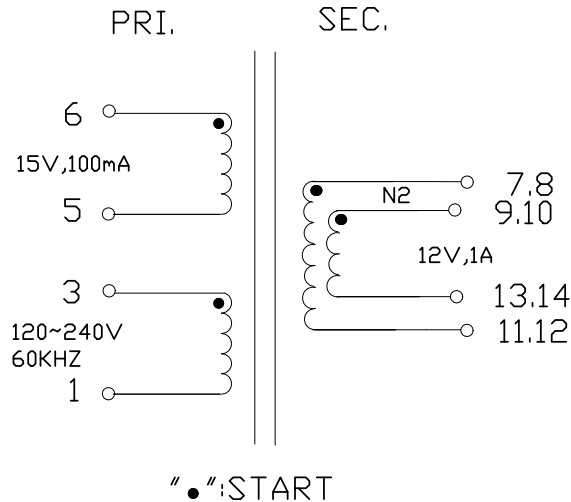 PRI.
SEC.
6
15V,100mA
5
3
120~240V
60KHZ
1
7.8
N2
9.10
12V,1A
13.14
11.12
"●":START